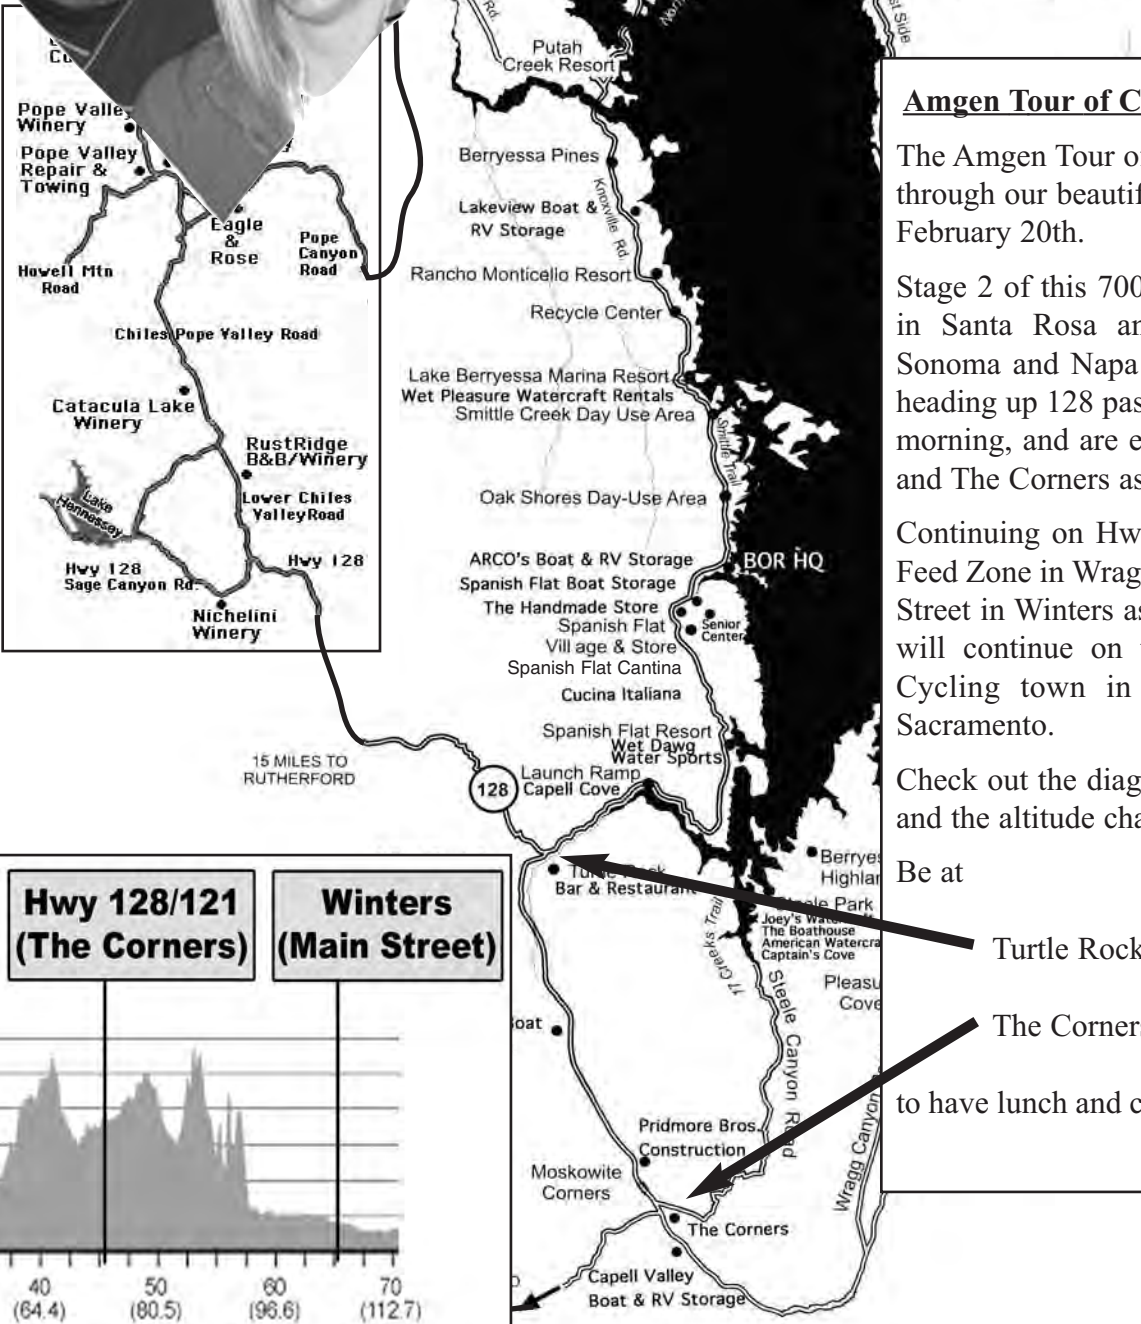 Rd.
Putah
Creek Resort
st Side
Pope Valley
Winery
Pope Valley
Repair &
Towing
Eagle
&
Rose
Pope
Canyon
Road
Howell Mtn
Road
Chiles Pope Valley Road
Catacula Lake
Winery
RustRidge
B&B/Winery
Lake
Hennessey
Lower Chiles
Valley Road
Hwy 128
Sage Canyon Rd.
Hwy 128
Nichelini
Winery
Berryessa Pines
Knoxville Rd.
Lakeview Boat &
RV Storage
Rancho Monticello Resort
Recycle Center
Lake Berryessa Marina Resort
Wet Pleasure Watercraft Rentals
Smittle Creek Day Use Area
Smittle Trail
Oak Shores Day-Use Area
ARCO's Boat & RV Storage
BOR HQ
Spanish Flat Boat Storage
The Handmade Store
Spanish Flat
Village & Store
Senior
Center
Spanish Flat Cantina
Cucina Italiana
Spanish Flat Resort
Wet Dawg
Water Sports
15 MILES TO
RUTHERFORD
128
Launch Ramp
Capell Cove
Turtle Rock
Bar & Restaurant
Berryes
Highlan
Steele Park
Joey's Wat
The Boathouse
American Watercra
Captain's Cove
17 Creeks Trail
Pleasu
Cove
Steele Canyon Road
oat
Pridmore Bros.
Construction
Moskowite
Corners
Wragg Canyon
The Corners
Capell Valley
Boat & RV Storage
Amgen Tour of C
The Amgen Tour of
through our beautif
February 20th.
Stage 2 of this 700
in Santa Rosa an
Sonoma and Napa
heading up 128 pas
morning, and are e
and The Corners as
Continuing on Hw
Feed Zone in Wrag
Street in Winters as
will continue on
Cycling town in
Sacramento.
Check out the diag
and the altitude cha
Be at
Turtle Rock
The Corners
to have lunch and c
Hwy 128/121
(The Corners)
Winters
(Main Street)
40 50 60 70
(64.4) (80.5) (96.6) (112.7)